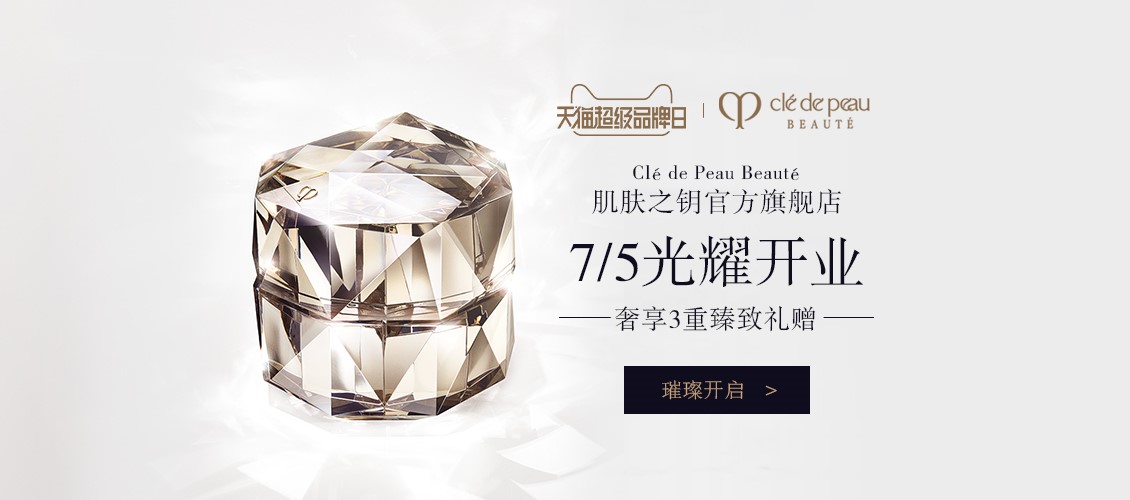 天猫超级品牌日
clé de peau
BEAUTÉ
Clé de Peau Beauté
肌肤之钥官方旗舰店
7/5光耀开业
奢享3重臻致礼赠
璀璨开启 >